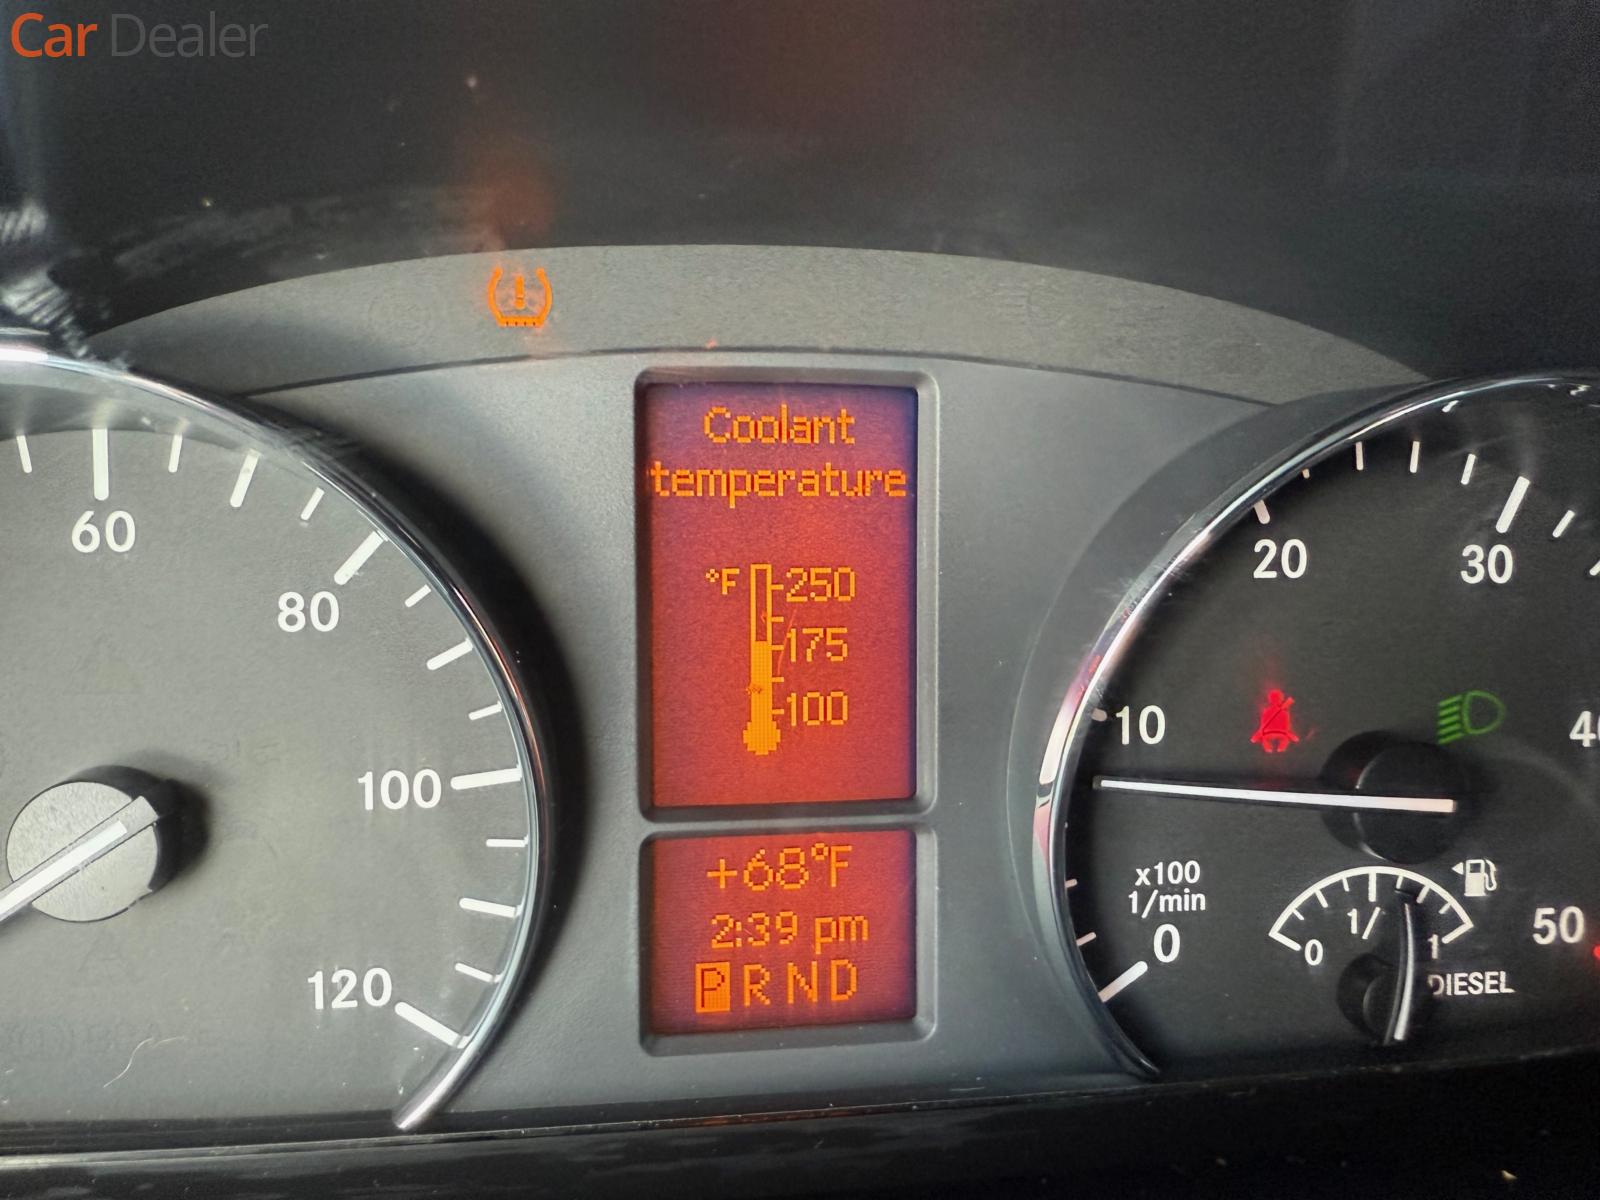 Car Dealer
60
80
100
120
Coolant
temperature
°F
250
175
100
+68°F
2:39 pm
P R N D
10
20
30
50
x100
1/min
0
0
1/
1
DIESEL